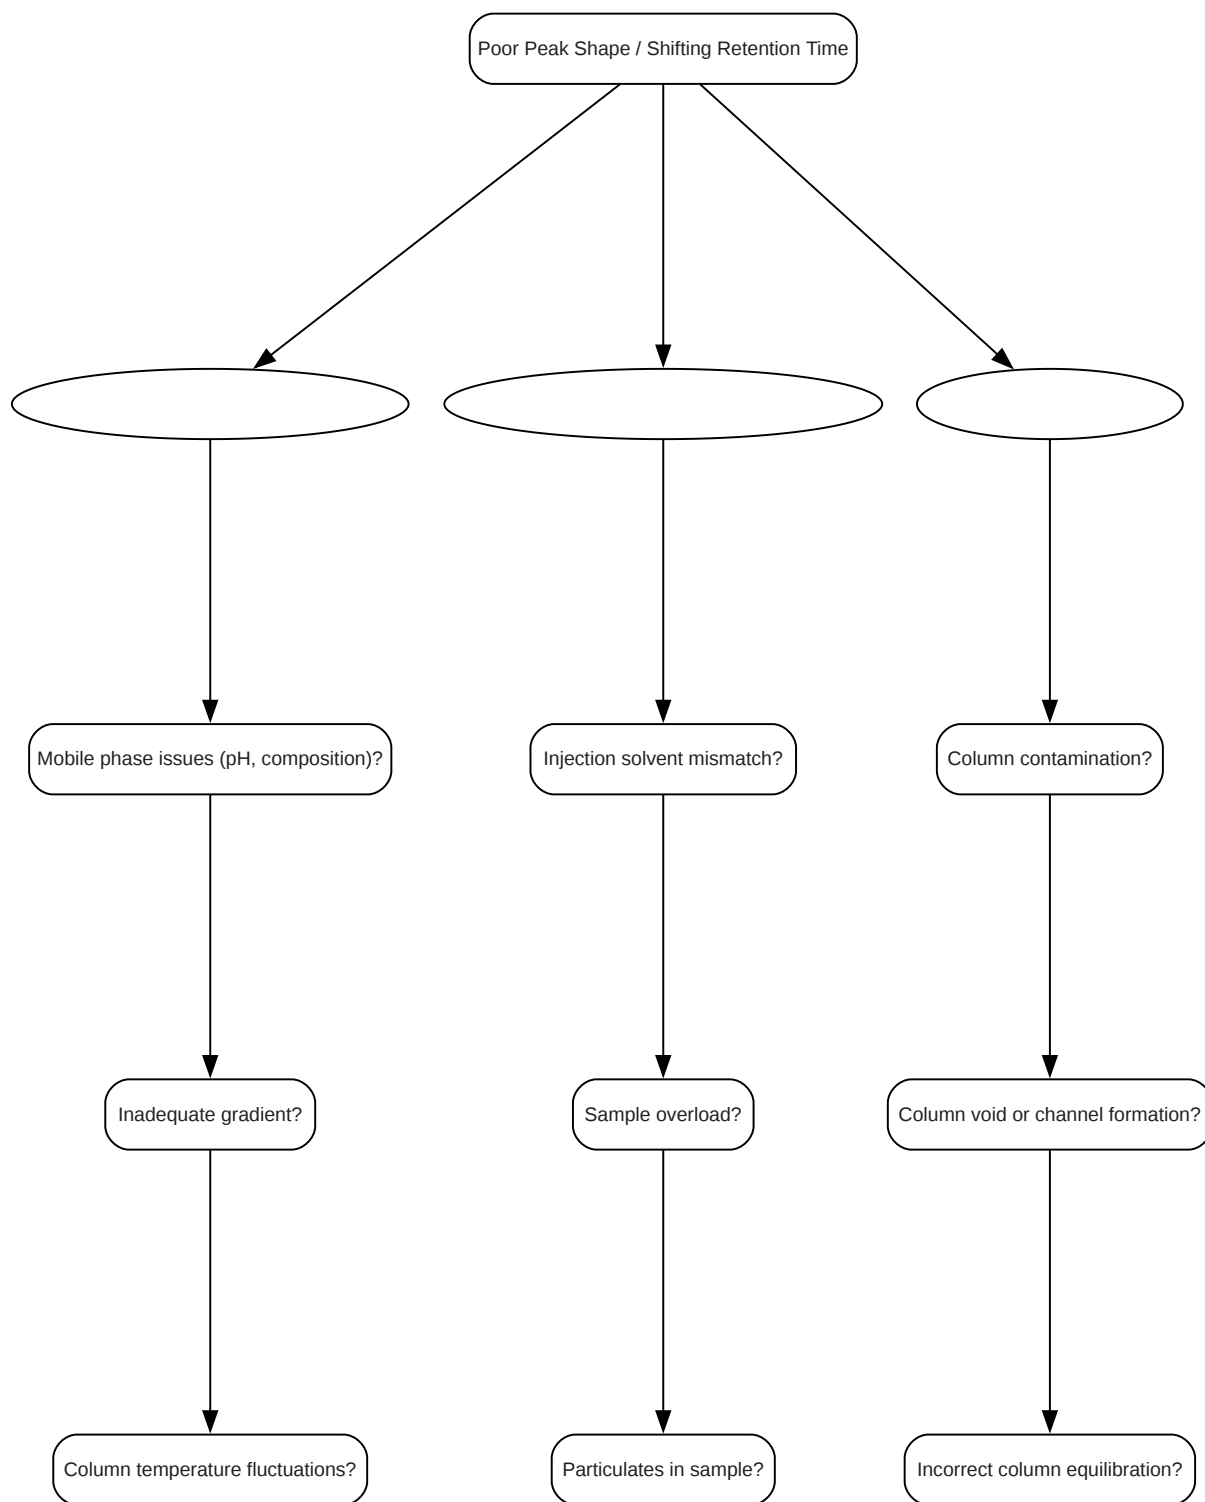 Poor Peak Shape / Shifting Retention Time
Mobile phase issues (pH, composition)?
Injection solvent mismatch?
Column contamination?
Inadequate gradient?
Sample overload?
Column void or channel formation?
Column temperature fluctuations?
Particulates in sample?
Incorrect column equilibration?